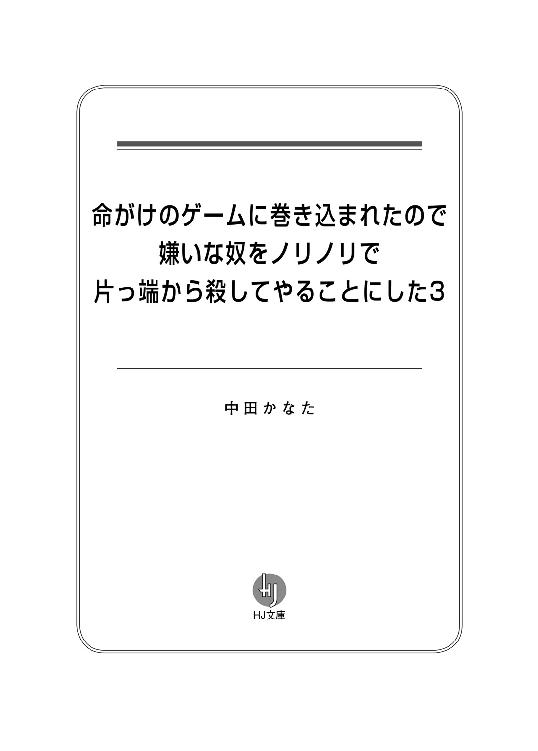 命がけのゲームに巻き込まれたので
嫌いな奴をノリノリで
片っ端から殺してやることにした3
中田かなた
HJ
HJ文庫